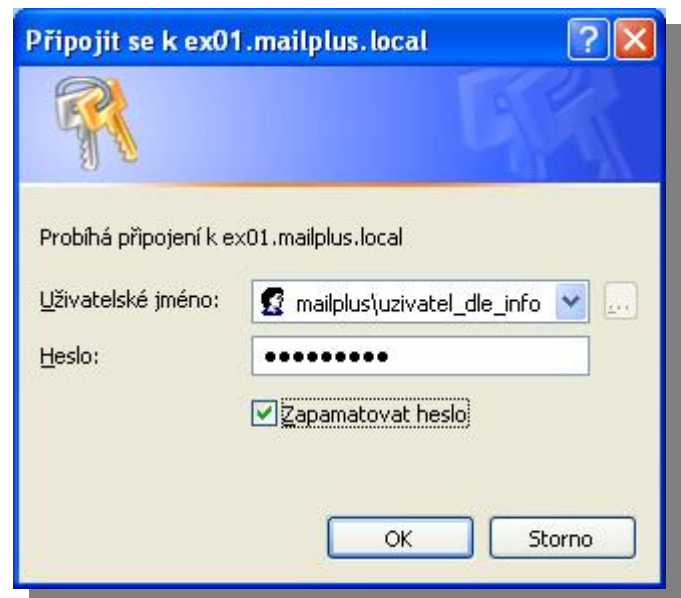 Připojit se k ex01.mailplus.local
Probíhá připojení k ex01.mailplus.local
Uživatelské jméno: mailplus\uzivatel_dle_info ...
Heslo: ●●●●●●●●●
Zapamatovat heslo
OK Storno